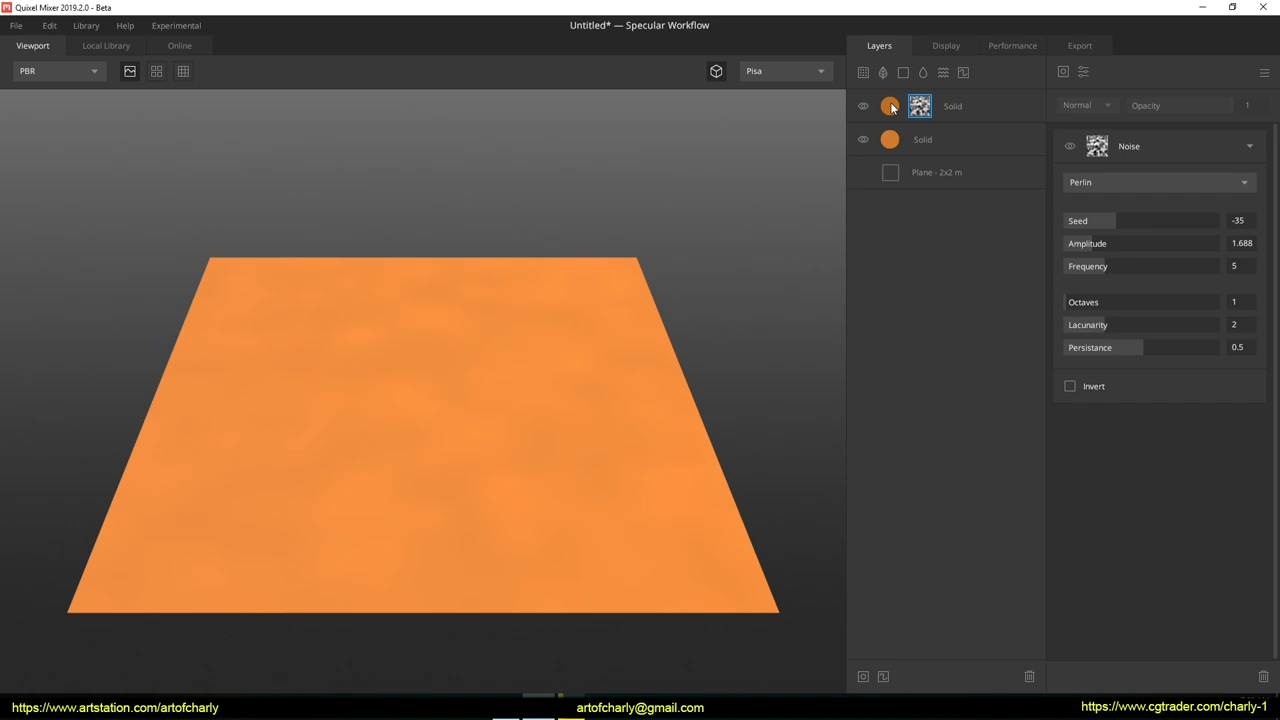 Quixel Mixer 2019.2.0 - Beta
File Edit Library Help Experimental
Untitled* — Specular Workflow
Viewport Local Library Online
Layers Display Performance Export
PBR
Pisa
Solid
Normal Opacity 1
Solid
Noise
Plane - 2x2 m
Perlin
Seed -35
Amplitude 1.688
Frequency 5
Octaves 1
Lacunarity 2
Persistance 0.5
Invert
https://www.artstation.com/artofcharly
artofcharly@gmail.com
https://www.cgtrader.com/charly-1